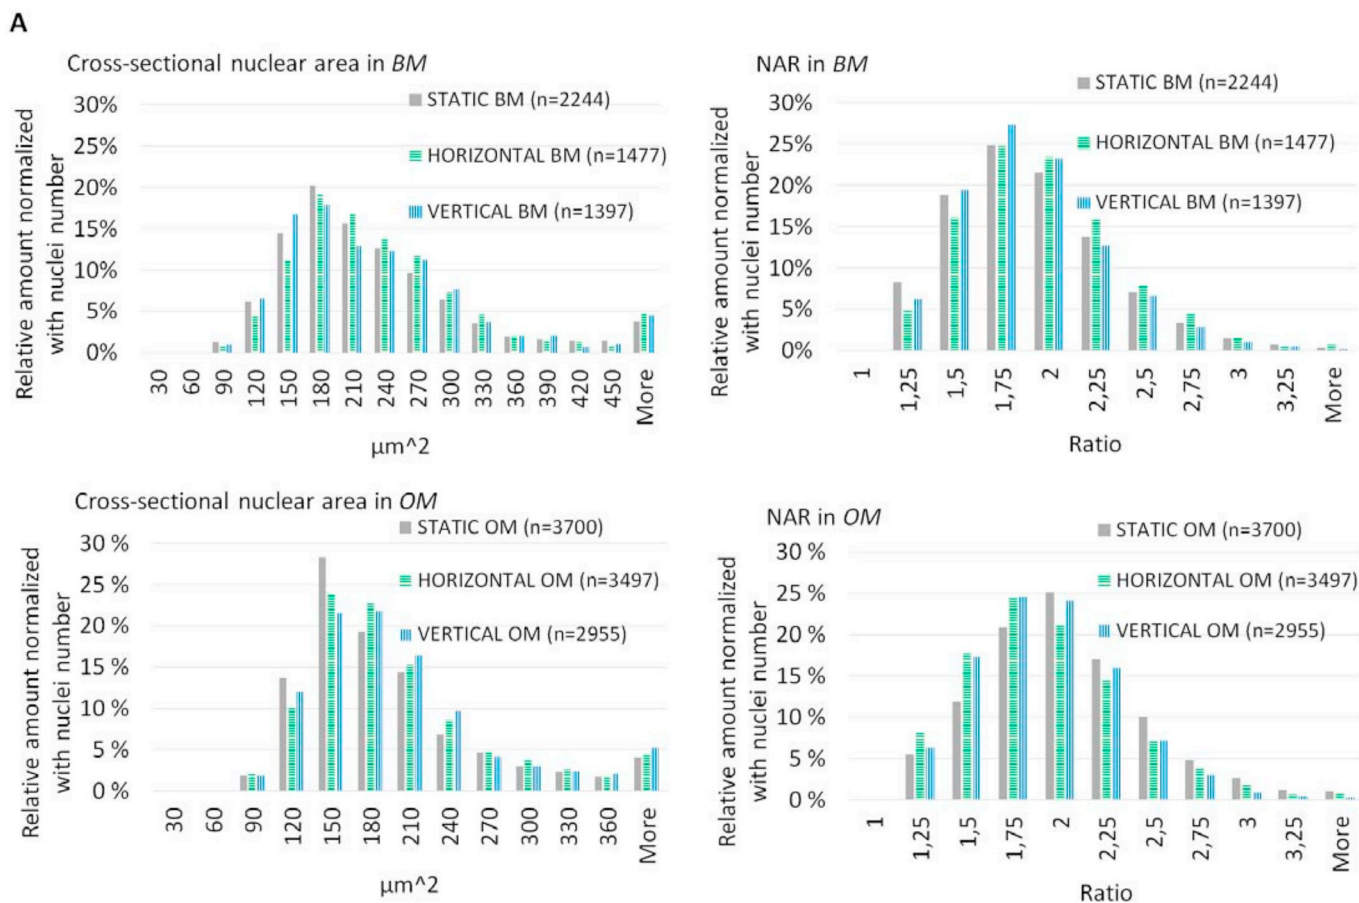 A
Cross-sectional nuclear area in BM
Relative amount normalized
with nuclei number
30%
25%
20%
15%
10%
5%
0%
STATIC BM (n=2244)
HORIZONTAL BM (n=1477)
VERTICAL BM (n=1397)
30 60 90 120 150 180 210 240 270 300 330 360 390 420 450 More
µm^2
NAR in BM
Relative amount normalized
with nuclei number
30%
25%
20%
15%
10%
5%
0%
STATIC BM (n=2244)
HORIZONTAL BM (n=1477)
VERTICAL BM (n=1397)
1 1,25 1,5 1,75 2 2,25 2,5 2,75 3 3,25 More
Ratio
Cross-sectional nuclear area in OM
Relative amount normalized
with nuclei number
30 %
25 %
20 %
15 %
10 %
5 %
0 %
STATIC OM (n=3700)
HORIZONTAL OM (n=3497)
VERTICAL OM (n=2955)
30 60 90 120 150 180 210 240 270 300 330 360 More
µm^2
NAR in OM
Relative amount normalized
with nuclei number
30 %
25 %
20 %
15 %
10 %
5 %
0 %
STATIC OM (n=3700)
HORIZONTAL OM (n=3497)
VERTICAL OM (n=2955)
1 1,25 1,5 1,75 2 2,25 2,5 2,75 3 3,25 More
Ratio